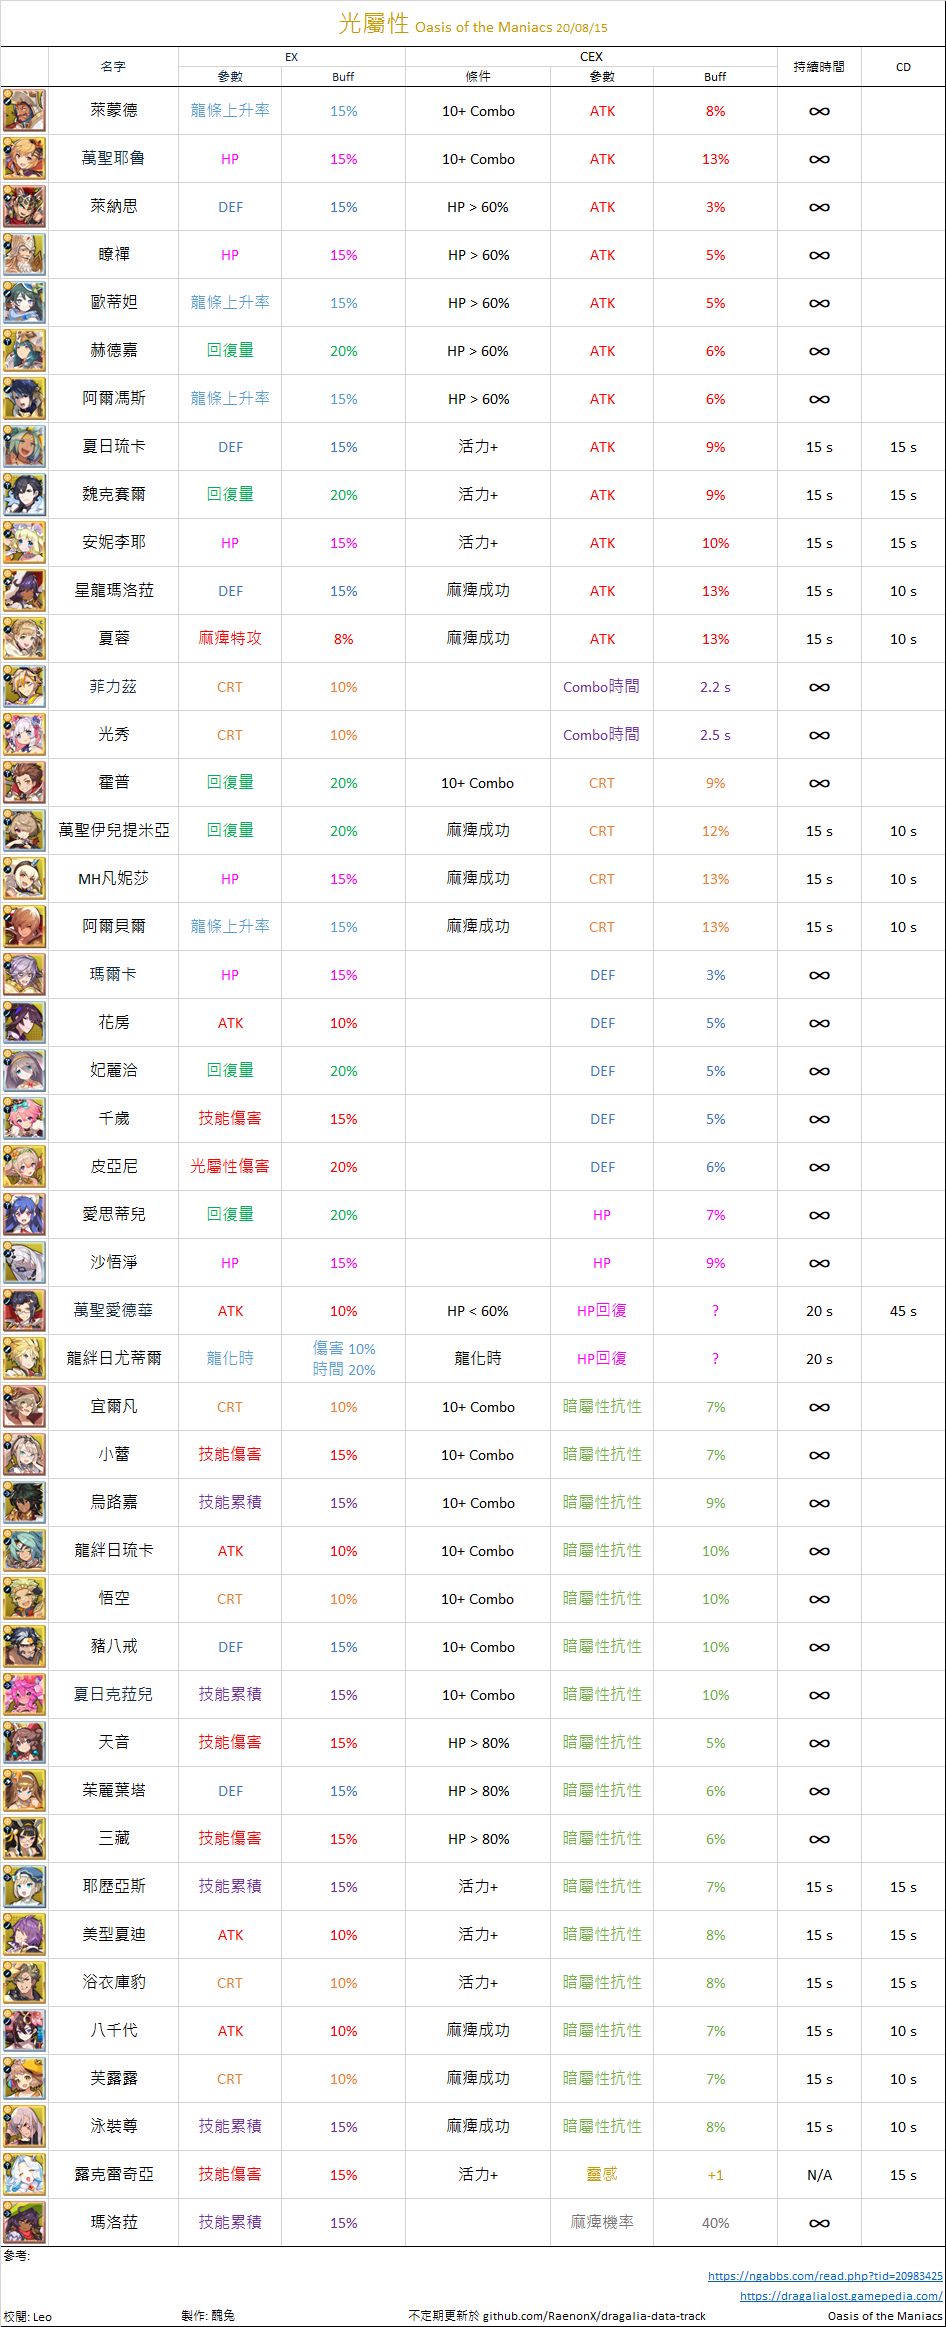 光屬性 Oasis of the Maniacs 20/08/15
名字 EX CEX 持續時間 CD
參數 Buff 條件 參數 Buff
萊蒙德 龍條上升率 15% 10+ Combo ATK 8% ∞
萬聖耶魯 HP 15% 10+ Combo ATK 13% ∞
萊納思 DEF 15% HP > 60% ATK 3% ∞
瞭禪 HP 15% HP > 60% ATK 5% ∞
歐蒂妲 龍條上升率 15% HP > 60% ATK 5% ∞
赫德嘉 回復量 20% HP > 60% ATK 6% ∞
阿爾馮斯 龍條上升率 15% HP > 60% ATK 6% ∞
夏日琉卡 DEF 15% 活力+ ATK 9% 15 s 15 s
魏克賽爾 回復量 20% 活力+ ATK 9% 15 s 15 s
安妮李耶 HP 15% 活力+ ATK 10% 15 s 15 s
星龍瑪洛菈 DEF 15% 麻痺成功 ATK 13% 15 s 10 s
夏蓉 麻痺特攻 8% 麻痺成功 ATK 13% 15 s 10 s
菲力茲 CRT 10% Combo時間 2.2 s ∞
光秀 CRT 10% Combo時間 2.5 s ∞
霍普 回復量 20% 10+ Combo CRT 9% ∞
萬聖伊兒提米亞 回復量 20% 麻痺成功 CRT 12% 15 s 10 s
MH凡妮莎 HP 15% 麻痺成功 CRT 13% 15 s 10 s
阿爾貝爾 龍條上升率 15% 麻痺成功 CRT 13% 15 s 10 s
瑪爾卡 HP 15% DEF 3% ∞
花房 ATK 10% DEF 5% ∞
妃麗洽 回復量 20% DEF 5% ∞
千歲 技能傷害 15% DEF 5% ∞
皮亞尼 光屬性傷害 20% DEF 6% ∞
愛思蒂兒 回復量 20% HP 7% ∞
沙悟淨 HP 15% HP 9% ∞
萬聖愛德華 ATK 10% HP < 60% HP回復 ? 20 s 45 s
龍絆日尤蒂爾 龍化時 傷害 10% 龍化時 HP回復 ? 20 s
時間 20%
宜爾凡 CRT 10% 10+ Combo 暗屬性抗性 7% ∞
小蕾 技能傷害 15% 10+ Combo 暗屬性抗性 7% ∞
烏路嘉 技能累積 15% 10+ Combo 暗屬性抗性 9% ∞
龍絆日琉卡 ATK 10% 10+ Combo 暗屬性抗性 10% ∞
悟空 CRT 10% 10+ Combo 暗屬性抗性 10% ∞
豬八戒 DEF 15% 10+ Combo 暗屬性抗性 10% ∞
夏日克菈兒 技能累積 15% 10+ Combo 暗屬性抗性 10% ∞
天音 技能傷害 15% HP > 80% 暗屬性抗性 5% ∞
茱麗葉塔 DEF 15% HP > 80% 暗屬性抗性 6% ∞
三藏 技能傷害 15% HP > 80% 暗屬性抗性 6% ∞
耶歷亞斯 技能累積 15% 活力+ 暗屬性抗性 7% 15 s 15 s
美型夏迪 ATK 10% 活力+ 暗屬性抗性 8% 15 s 15 s
浴衣庫豹 CRT 10% 活力+ 暗屬性抗性 8% 15 s 15 s
八千代 ATK 10% 麻痺成功 暗屬性抗性 7% 15 s 10 s
芙露露 CRT 10% 麻痺成功 暗屬性抗性 7% 15 s 10 s
泳裝尊 技能累積 15% 麻痺成功 暗屬性抗性 8% 15 s 10 s
露克雷奇亞 技能傷害 15% 活力+ 靈感 +1 N/A 15 s
瑪洛菈 技能累積 15% 麻痺機率 40% ∞
參考:
https://ngabbs.com/read.php?tid=20983425
https://dragalialost.gamepedia.com/
校閱: Leo 製作: 醜兔 不定期更新於 github.com/RaenonX/dragalia-data-track Oasis of the Maniacs